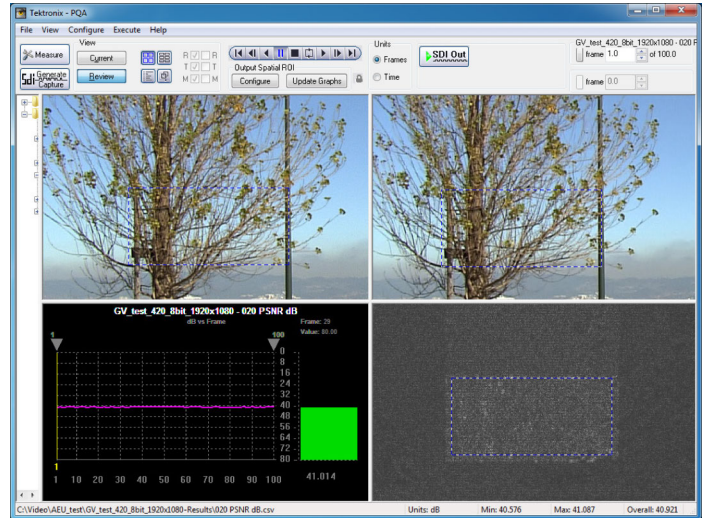 Tektronix - PQA
File View Configure Execute Help
Measure
View
Current
Review
Sdi Generate Capture
R R
T T
M M
Output Spatial ROI
Configure
Update Graphs
Units
Frames
Time
SDI Out
GV_test_420_8bit_1920x1080 - 020 F
frame 1.0 of 100.0
frame 0.0
GV_test_420_8bit_1920x1080 - 020 PSNR dB
dB vs Frame
Frame: 29
Value: 80.00
1 100
0
8
16
24
32
40
48
56
64
72
80
1
1 10 20 30 40 50 60 70 80 90 100
41.014
C:\Video\AEU_test\GV_test_420_8bit_1920x1080-Results\020 PSNR dB.csv
Units: dB
Min: 40.576
Max: 41.087
Overall: 40.921